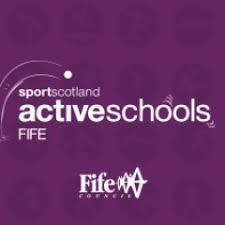 sportscotland
activeschools
FIFE
Fife
COUNCIL